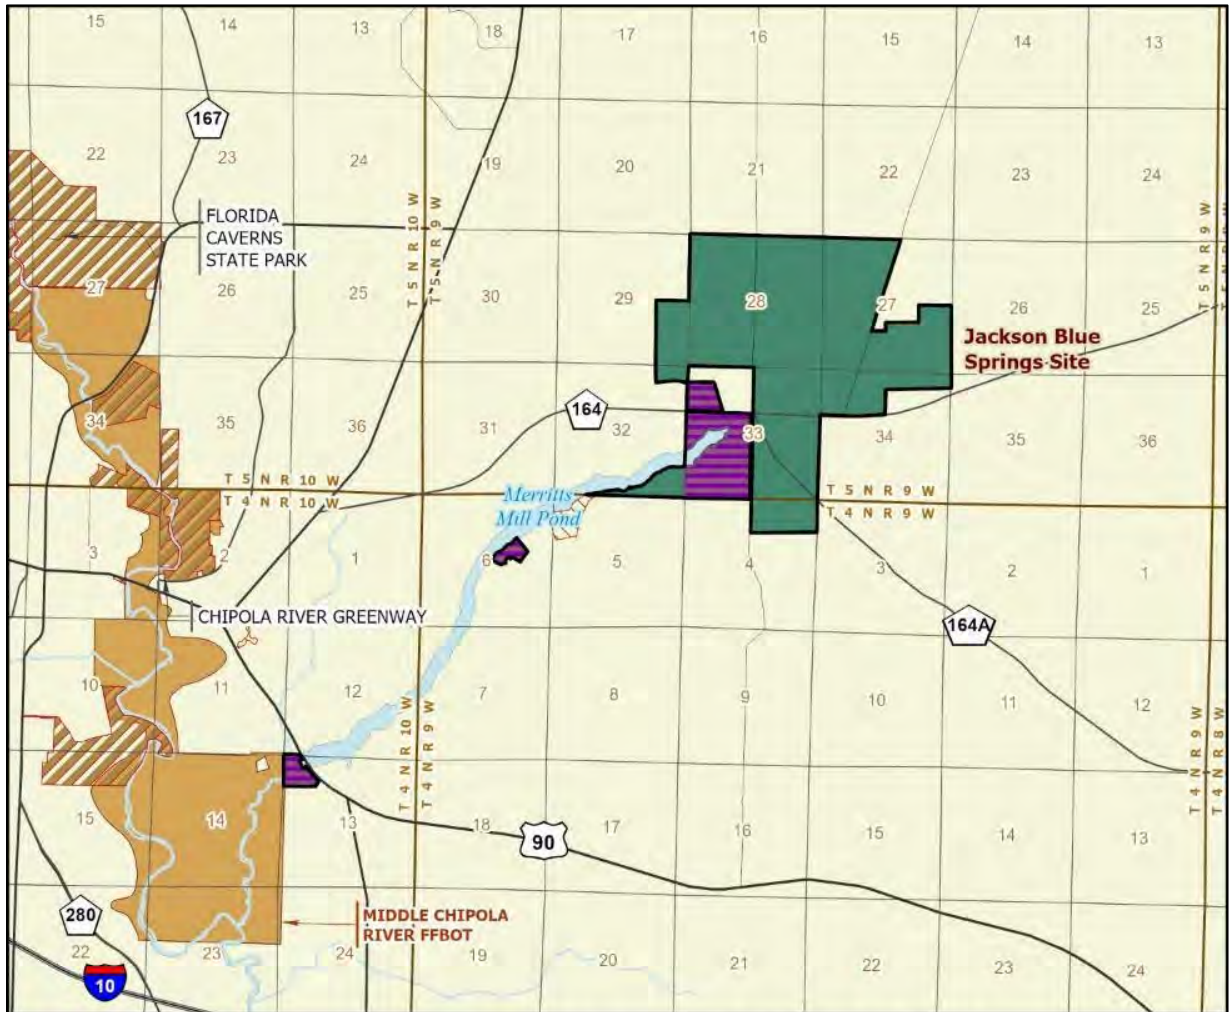 15 14 13 18 17 16 15 14 13
167
22 23 24 19 20 21 22 23 24
FLORIDA
CAVERNS
STATE PARK
T 5 N R 10 W
T 5 N R 9 W
T 5 N R 9 W
27 26 25 30 29 28 27 26 25
Jackson Blue
Springs Site
164
34 35 36 31 32 33 34 35 36
T 5 N R 10 W
T 4 N R 10 W
T 5 N R 9 W
T 4 N R 9 W
Merritts
Mill Pond
3 2 1 6 5 4 3 2 1
CHIPOLA RIVER GREENWAY
164A
10 11 12 7 8 9 10 11 12
T 4 N R 10 W
T 4 N R 9 W
T 4 N R 9 W
T 4 N R 8 W
15 14 13 18 17 16 15 14 13
90
280
MIDDLE CHIPOLA
RIVER FFBOT
22 23 24 19 20 21 22 23 24
10